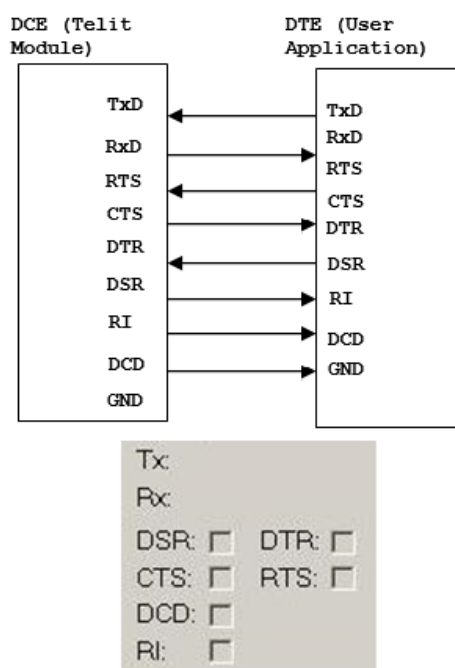 DCE (Telit
Module)
DTE (User
Application)
TxD
RxD
RTS
CTS
DTR
DSR
RI
DCD
GND
TxD
RxD
RTS
CTS
DTR
DSR
RI
DCD
GND
Tx:
Rx:
DSR: DTR:
CTS: RTS:
DCD:
RI: